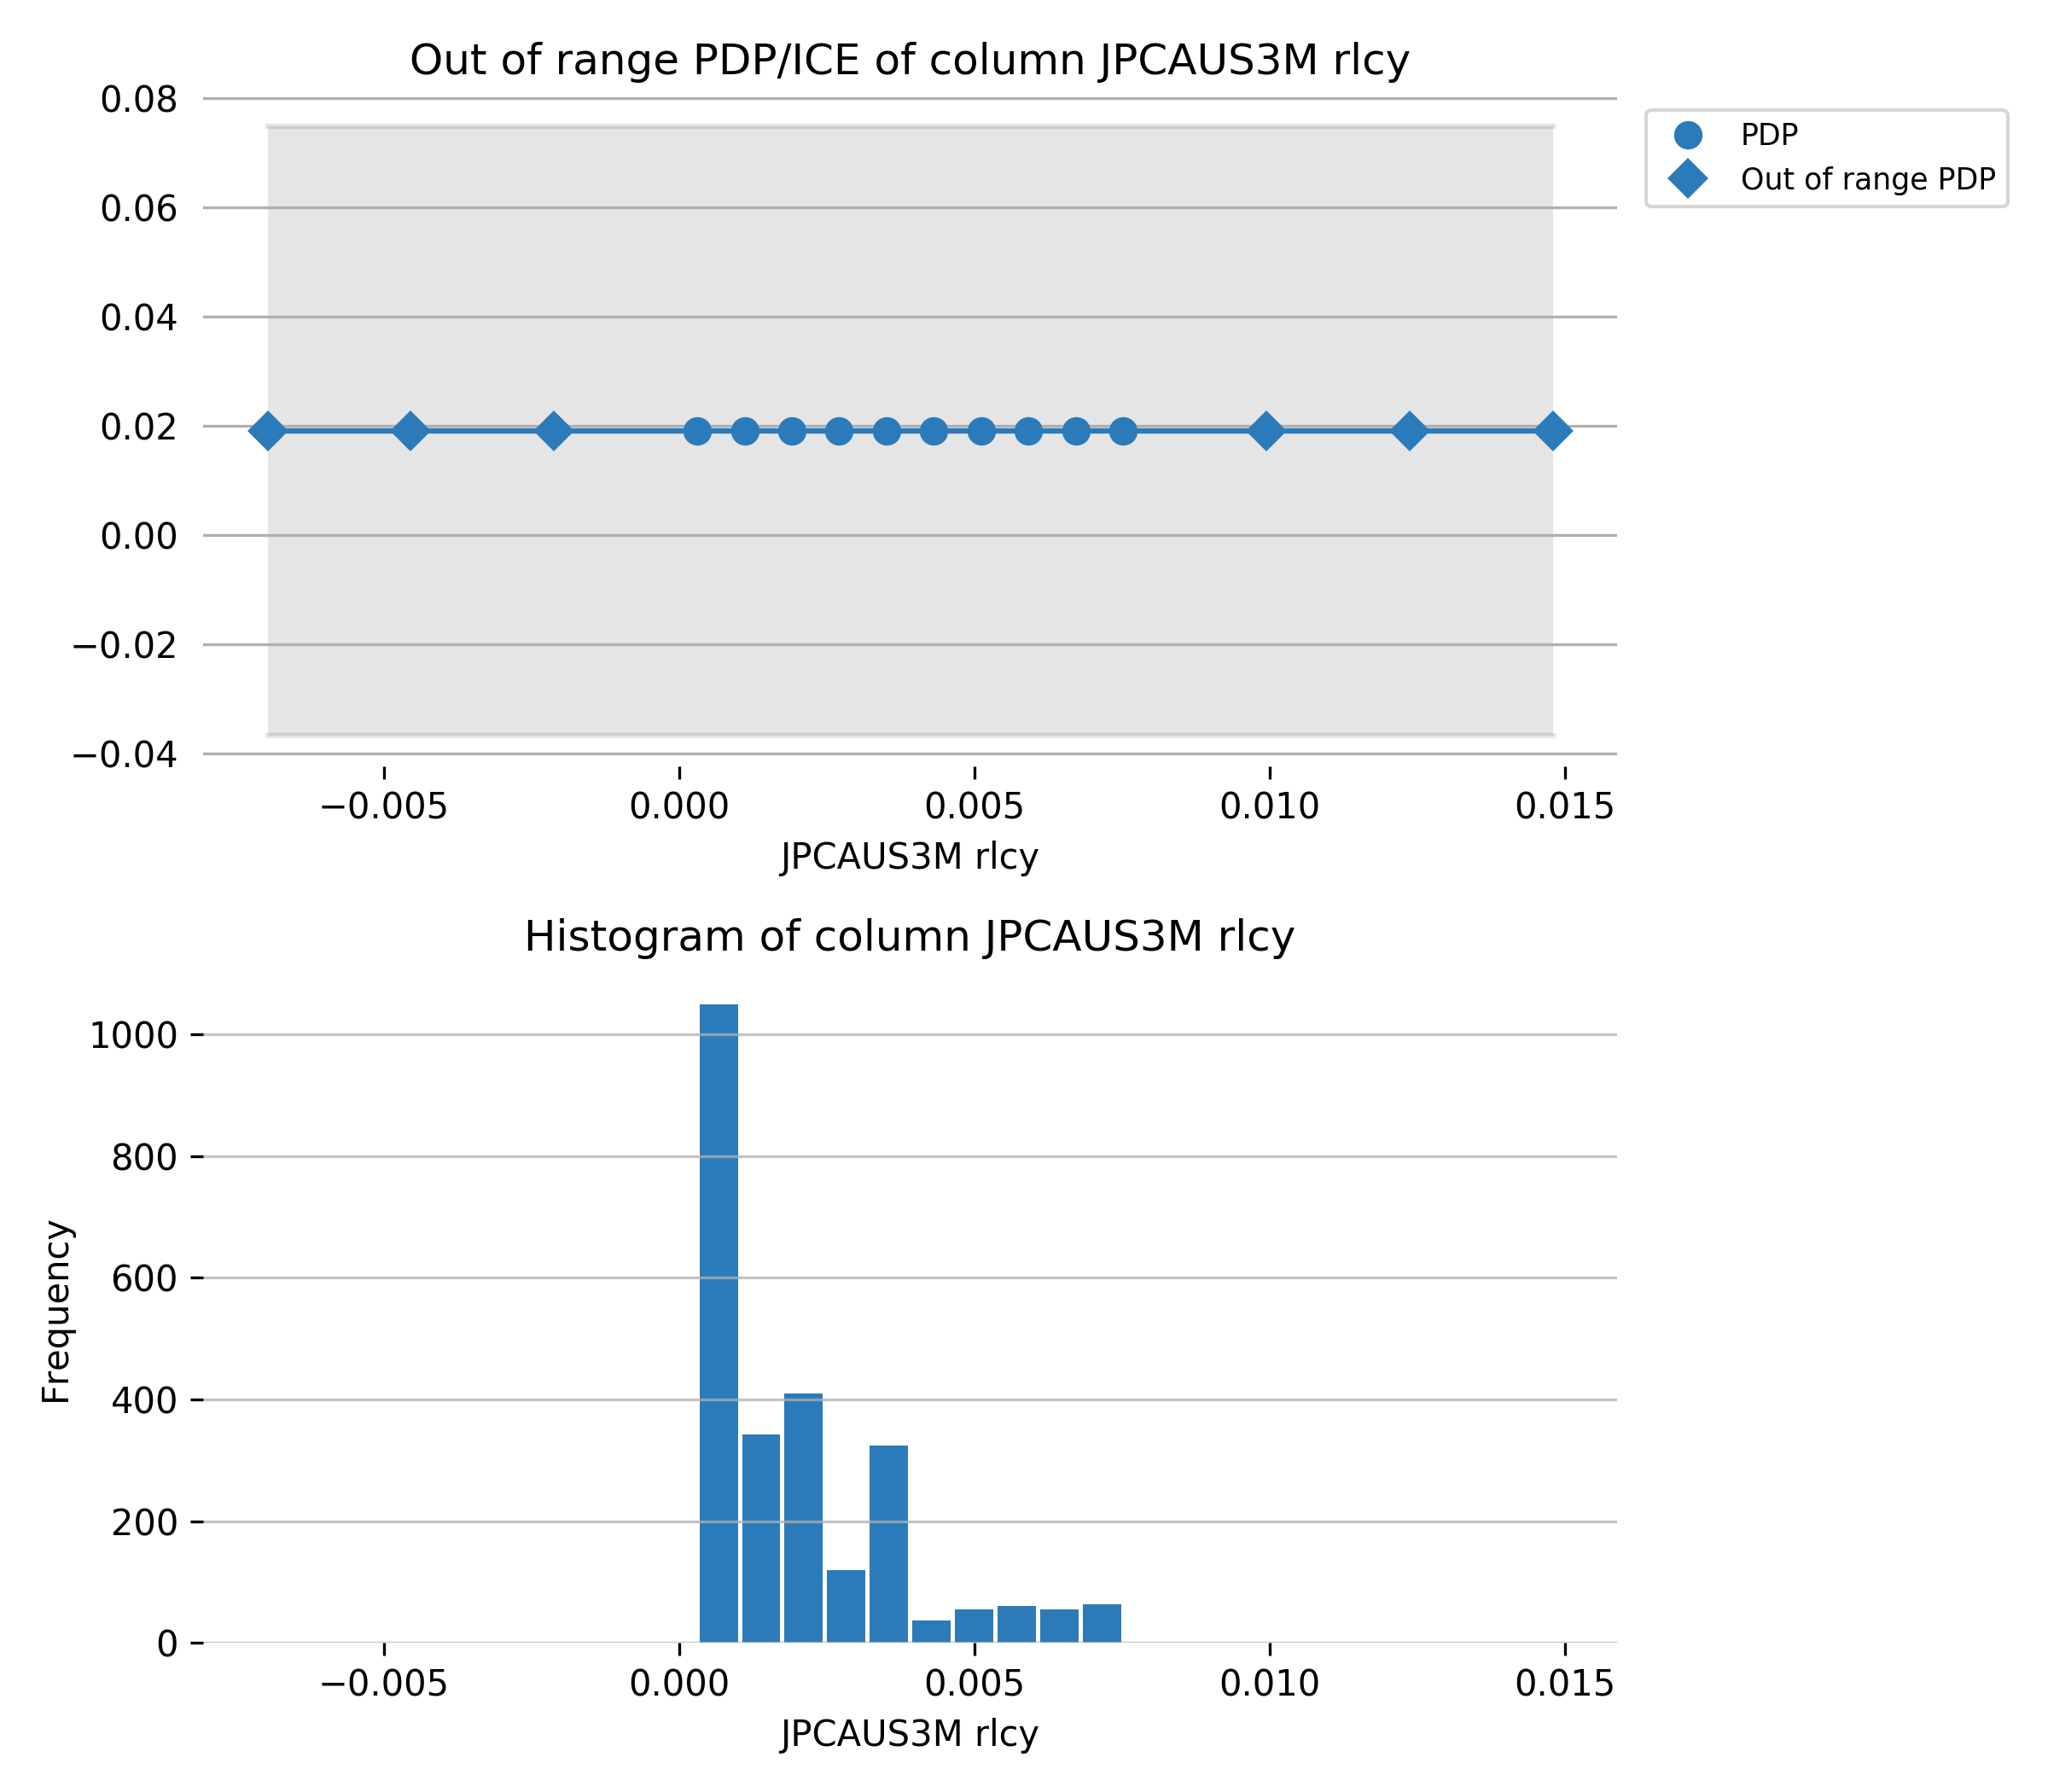 Out of range PDP/ICE of column JPCAUS3M rlcy
0.08
0.06
0.04
0.02
0.00
−0.02
−0.04
PDP
Out of range PDP
−0.005 0.000 0.005 0.010 0.015
JPCAUS3M rlcy
Histogram of column JPCAUS3M rlcy
1000
800
600
400
200
0
Frequency
−0.005 0.000 0.005 0.010 0.015
JPCAUS3M rlcy